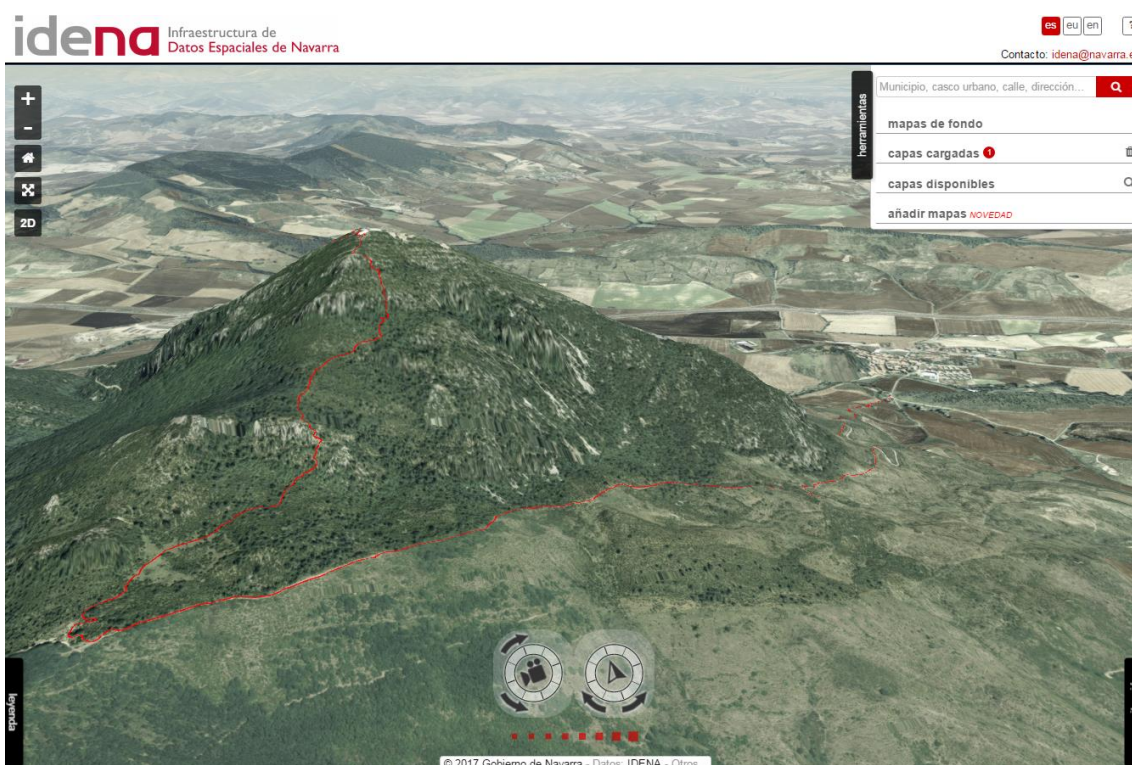 idena
Infraestructura de
Datos Espaciales de Navarra
es eu en ?
Contacto: idena@navarra.e
+
-
2D
herramientas
Municipio, casco urbano, calle, dirección...
mapas de fondo
capas cargadas 1
capas disponibles
añadir mapas NOVEDAD
leyenda
© 2017 Gobierno de Navarra - Datos: IDENA - Otros